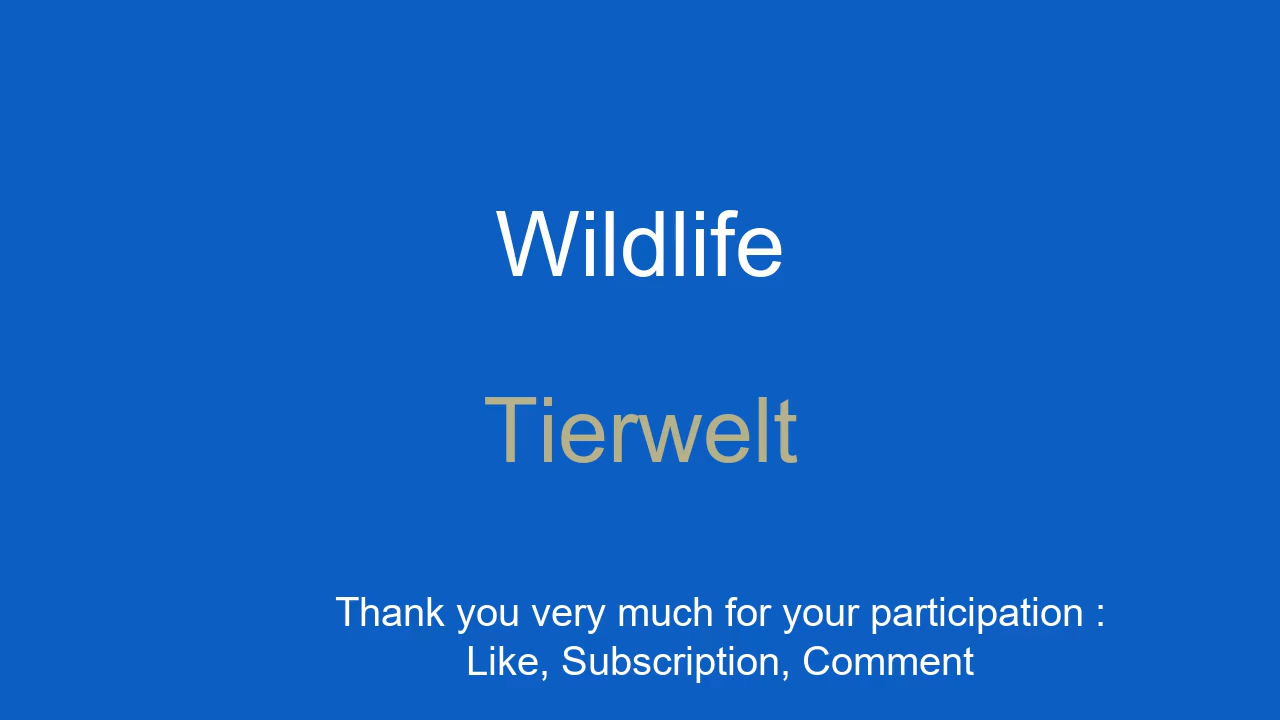 Wildlife
Tierwelt
Thank you very much for your participation :
Like, Subscription, Comment